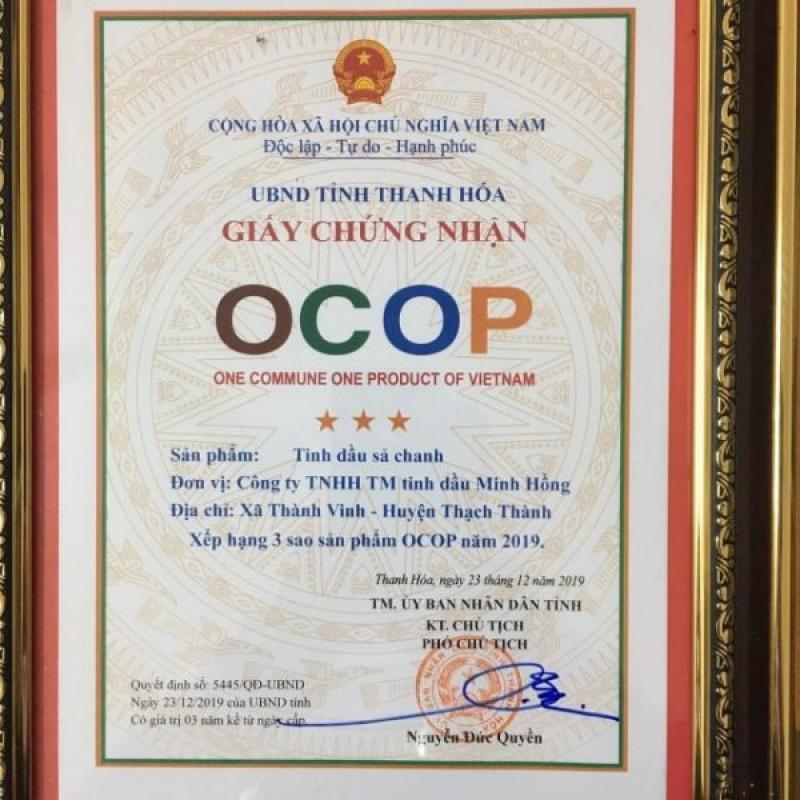 CỘNG HÒA XÃ HỘI CHỦ NGHĨA VIỆT NAM
Độc lập - Tự do - Hạnh phúc
UBND TỈNH THANH HÓA
GIẤY CHỨNG NHẬN
OCOP
ONE COMMUNE ONE PRODUCT OF VIETNAM
Sản phẩm: Tinh dầu sả chanh
Đơn vị: Công ty TNHH TM tinh dầu Minh Hồng
Địa chỉ: Xã Thành Vinh - Huyện Thạch Thành
Xếp hạng 3 sao sản phẩm OCOP năm 2019.
Thanh Hóa, ngày 23 tháng 12 năm 2019
TM. ỦY BAN NHÂN DÂN TỈNH
KT. CHỦ TỊCH
PHÓ CHỦ TỊCH
Quyết định số: 5445/QĐ-UBND
Ngày 23/12/2019 của UBND tỉnh
Có giá trị 03 năm kể từ ngày cấp
Nguyễn Đức Quyền